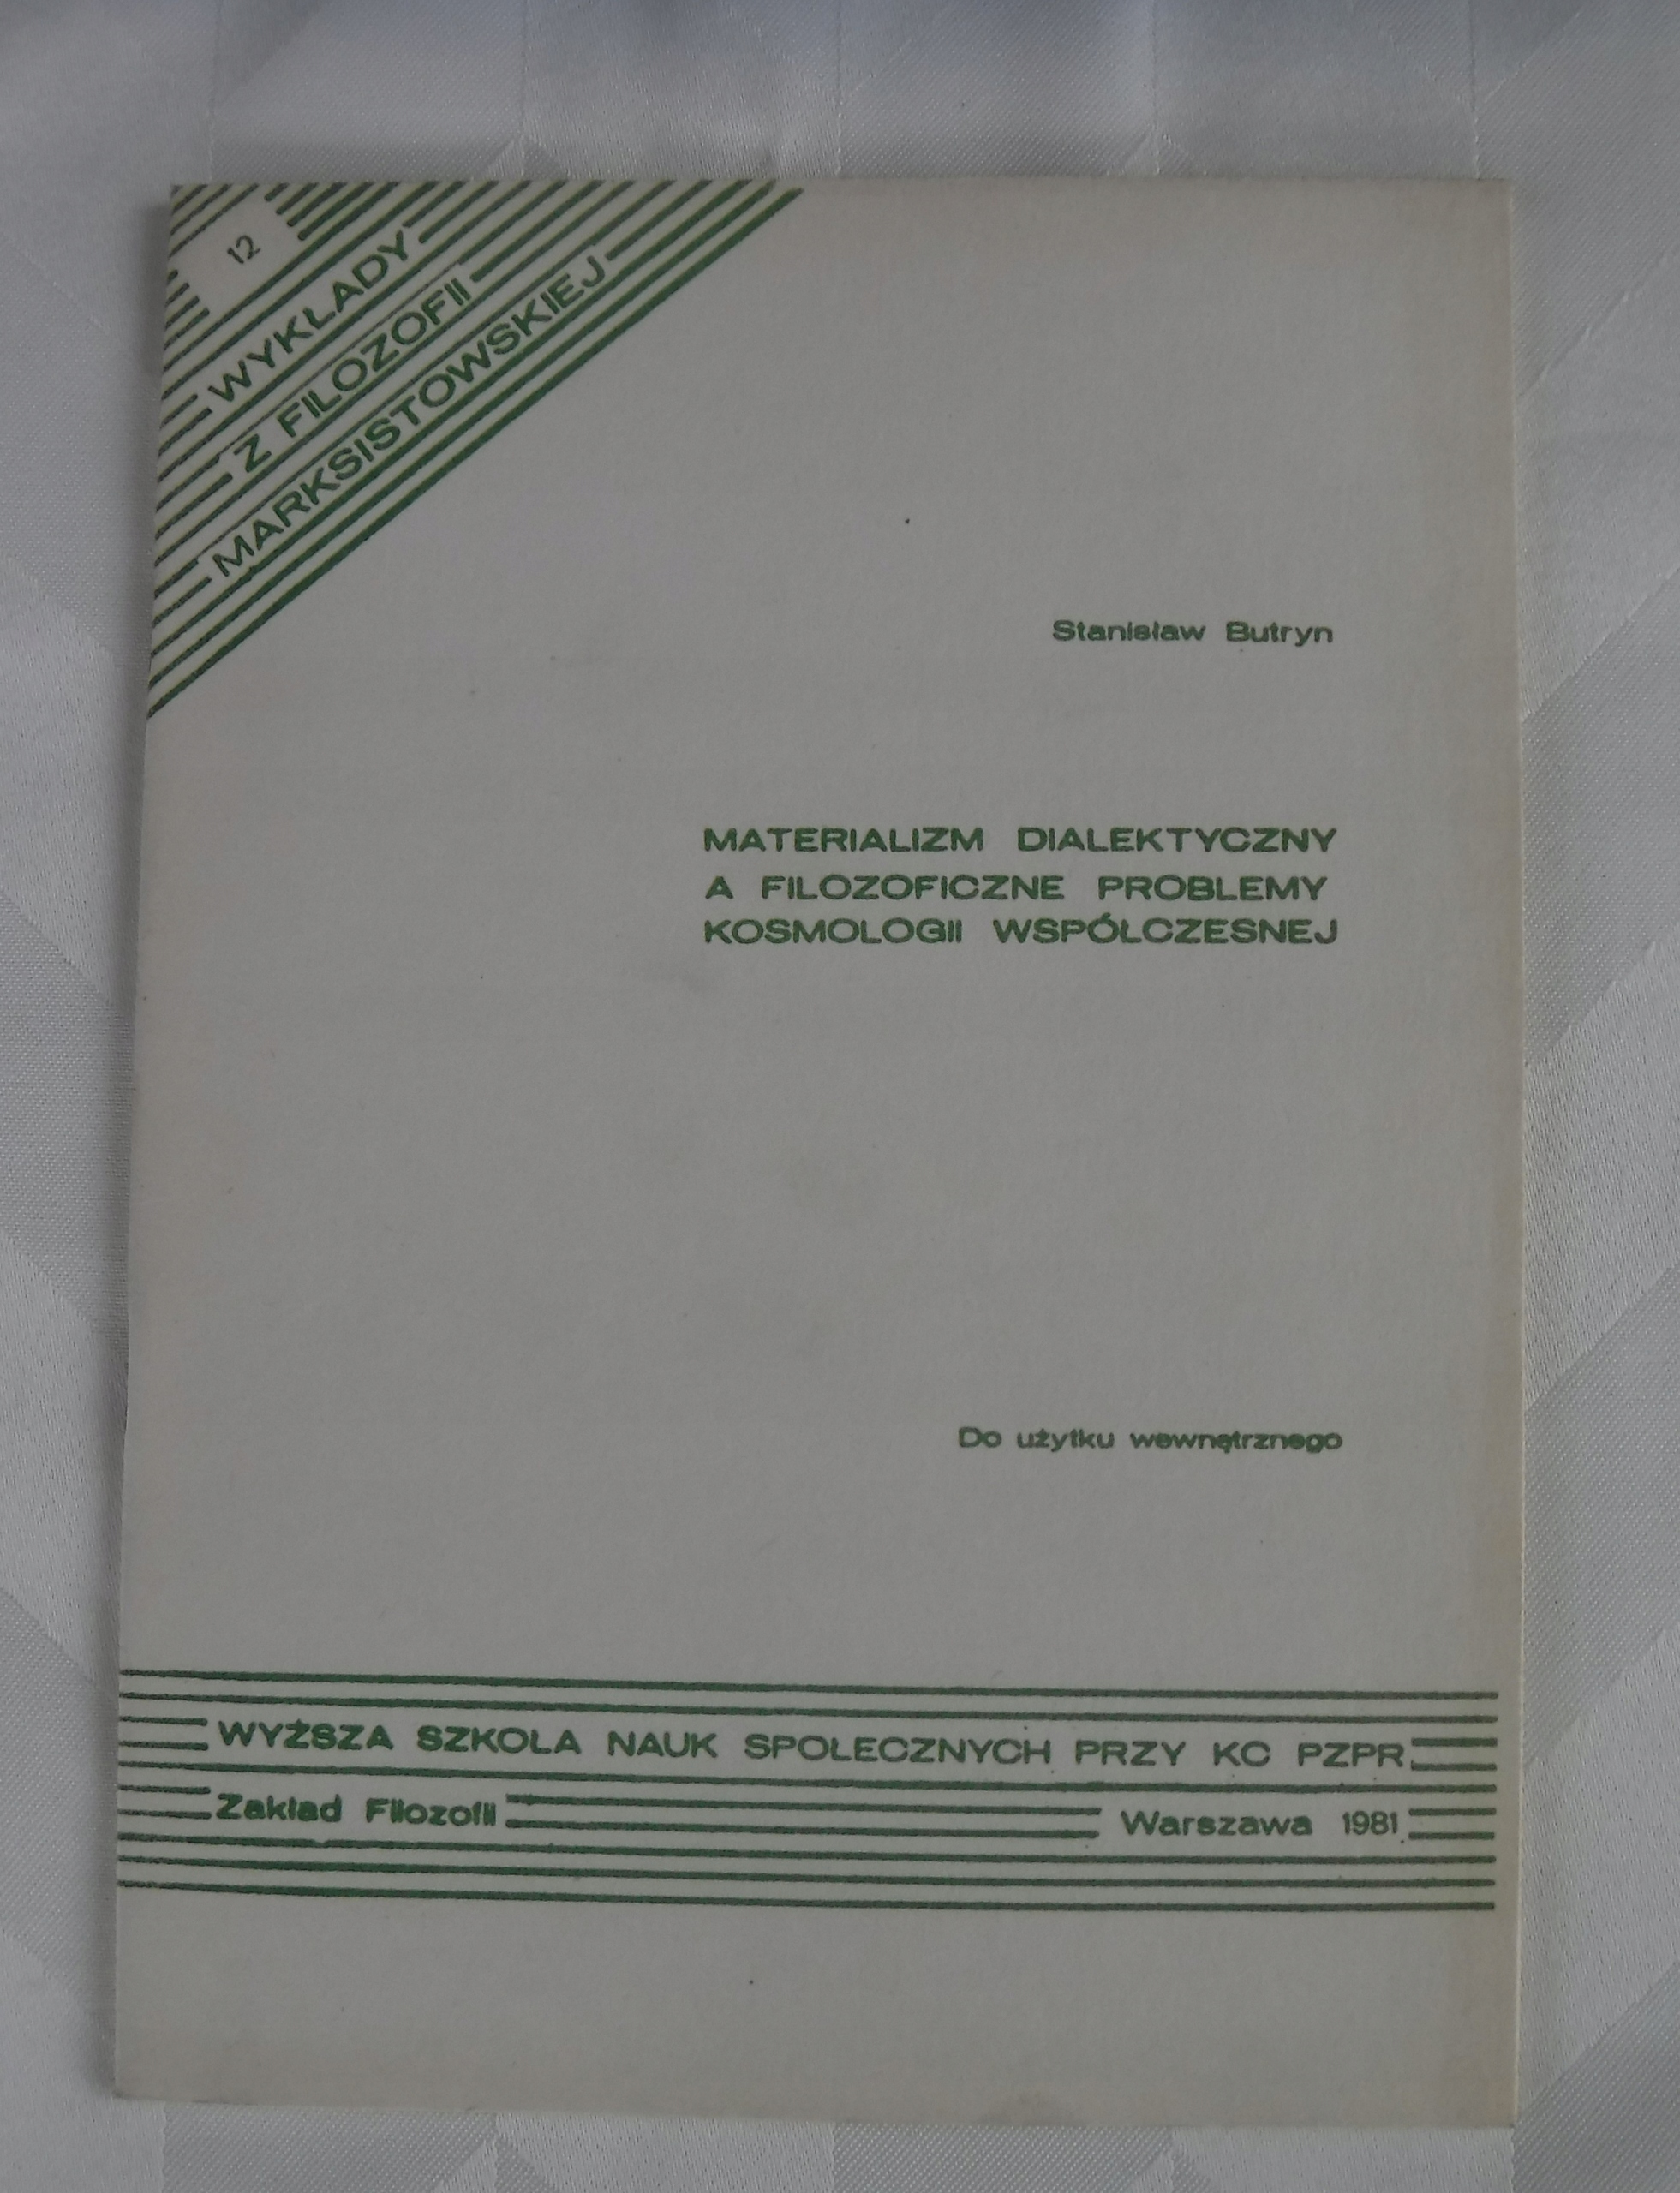 12
WYKŁADY
Z FILOZOFII
MARKSISTOWSKIEJ
Stanisław Butryn
MATERIALIZM DIALEKTYCZNY
A FILOZOFICZNE PROBLEMY
KOSMOLOGII WSPÓŁCZESNEJ
Do użytku wewnętrznego
WYŻSZA SZKOŁA NAUK SPOŁECZNYCH PRZY KC PZPR
Zakład Filozofii Warszawa 1981